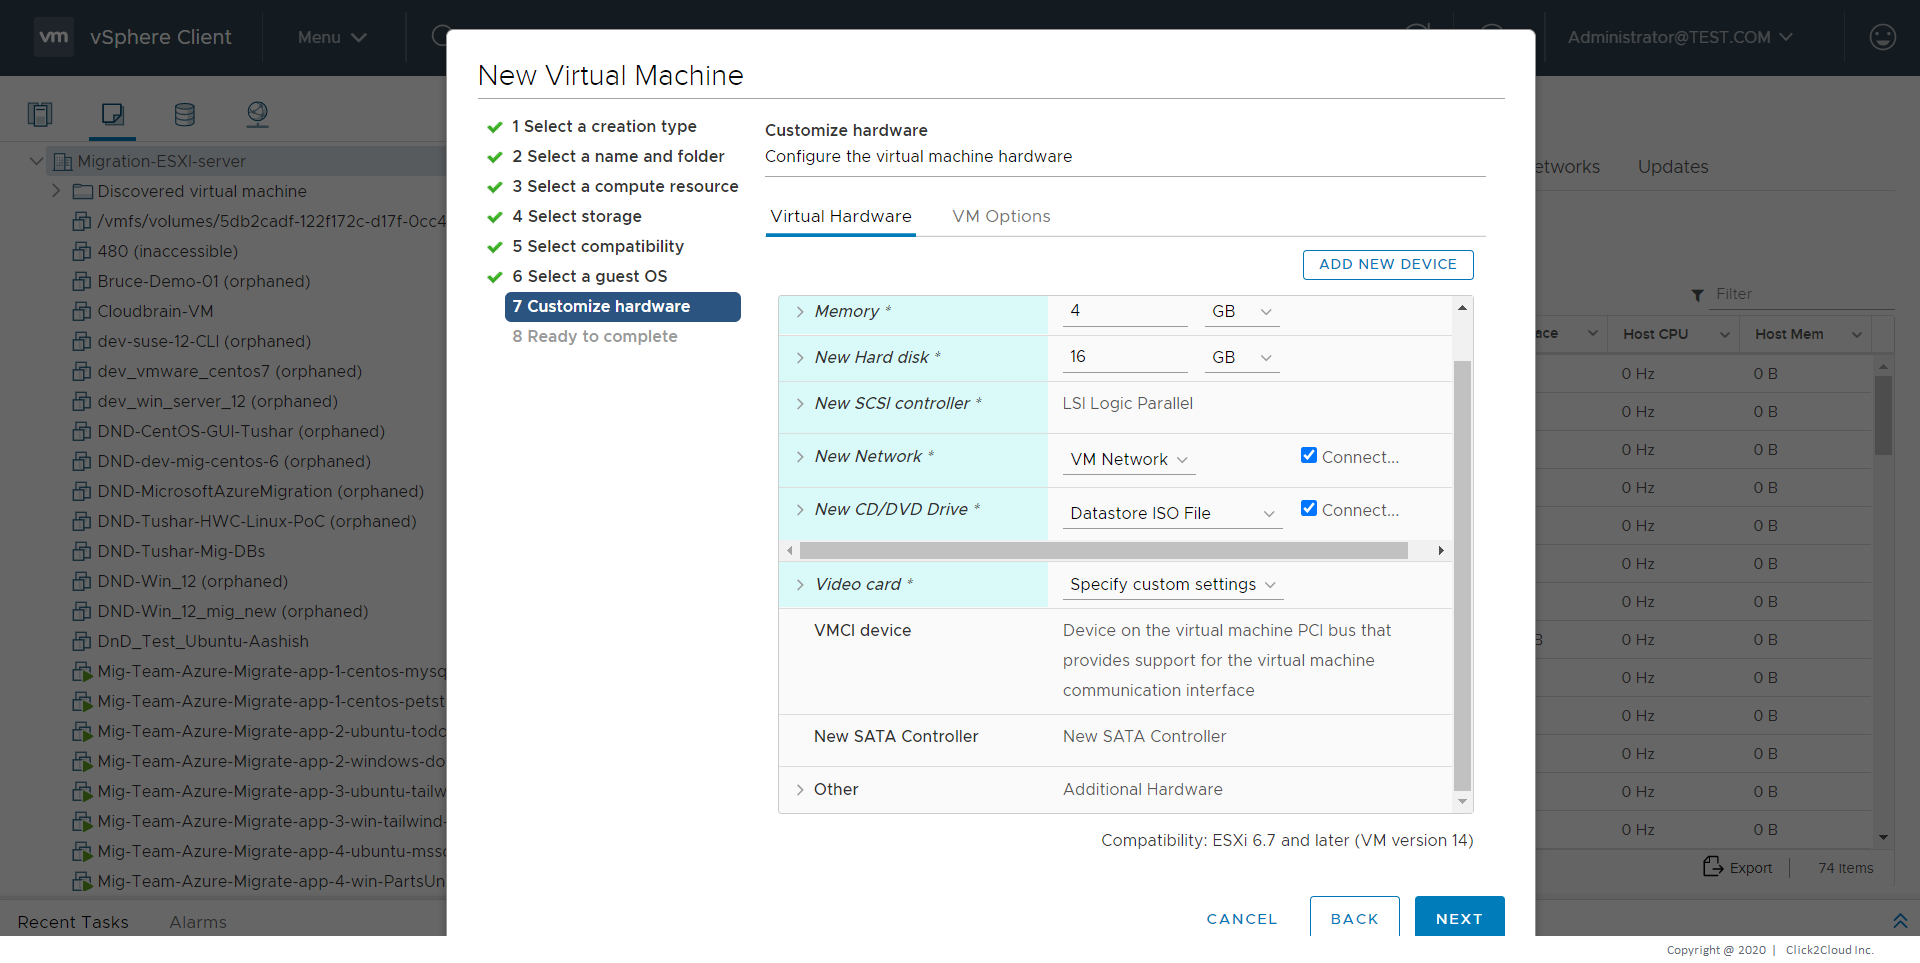 vm vSphere Client Menu Administrator@TEST.COM
New Virtual Machine
1 Select a creation type
2 Select a name and folder
3 Select a compute resource
4 Select storage
5 Select compatibility
6 Select a guest OS
7 Customize hardware
8 Ready to complete
Customize hardware
Configure the virtual machine hardware
Virtual Hardware VM Options
ADD NEW DEVICE
Memory * 4 GB
New Hard disk * 16 GB
New SCSI controller * LSI Logic Parallel
New Network * VM Network Connect...
New CD/DVD Drive * Datastore ISO File Connect...
Video card * Specify custom settings
VMCI device Device on the virtual machine PCI bus that
provides support for the virtual machine
communication interface
New SATA Controller New SATA Controller
Other Additional Hardware
Compatibility: ESXi 6.7 and later (VM version 14)
CANCEL BACK NEXT
Migration-ESXI-server
Discovered virtual machine
/vmfs/volumes/5db2cadf-122f172c-d17f-0cc4
480 (inaccessible)
Bruce-Demo-01 (orphaned)
Cloudbrain-VM
dev-suse-12-CLI (orphaned)
dev_vmware_centos7 (orphaned)
dev_win_server_12 (orphaned)
DND-CentOS-GUI-Tushar (orphaned)
DND-dev-mig-centos-6 (orphaned)
DND-MicrosoftAzureMigration (orphaned)
DND-Tushar-HWC-Linux-PoC (orphaned)
DND-Tushar-Mig-DBs
DND-Win_12 (orphaned)
DND-Win_12_mig_new (orphaned)
DnD_Test_Ubuntu-Aashish
Mig-Team-Azure-Migrate-app-1-centos-mysq
Mig-Team-Azure-Migrate-app-1-centos-petst
Mig-Team-Azure-Migrate-app-2-ubuntu-todo
Mig-Team-Azure-Migrate-app-2-windows-do
Mig-Team-Azure-Migrate-app-3-ubuntu-tailw
Mig-Team-Azure-Migrate-app-3-win-tailwind-
Mig-Team-Azure-Migrate-app-4-ubuntu-mssq
Mig-Team-Azure-Migrate-app-4-win-PartsUn
etworks Updates
Filter
ace Host CPU Host Mem
0 Hz 0 B
0 Hz 0 B
0 Hz 0 B
0 Hz 0 B
0 Hz 0 B
0 Hz 0 B
0 Hz 0 B
B 0 Hz 0 B
0 Hz 0 B
0 Hz 0 B
0 Hz 0 B
0 Hz 0 B
0 Hz 0 B
Export 74 Items
Recent Tasks Alarms
Copyright @ 2020 | Click2Cloud Inc.